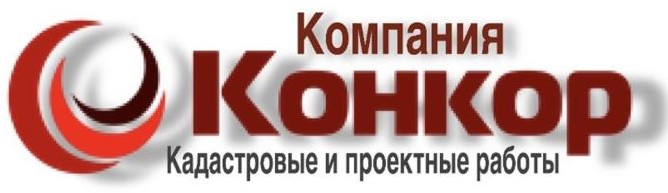 Компания
Конкор
Кадастровые и проектные работы